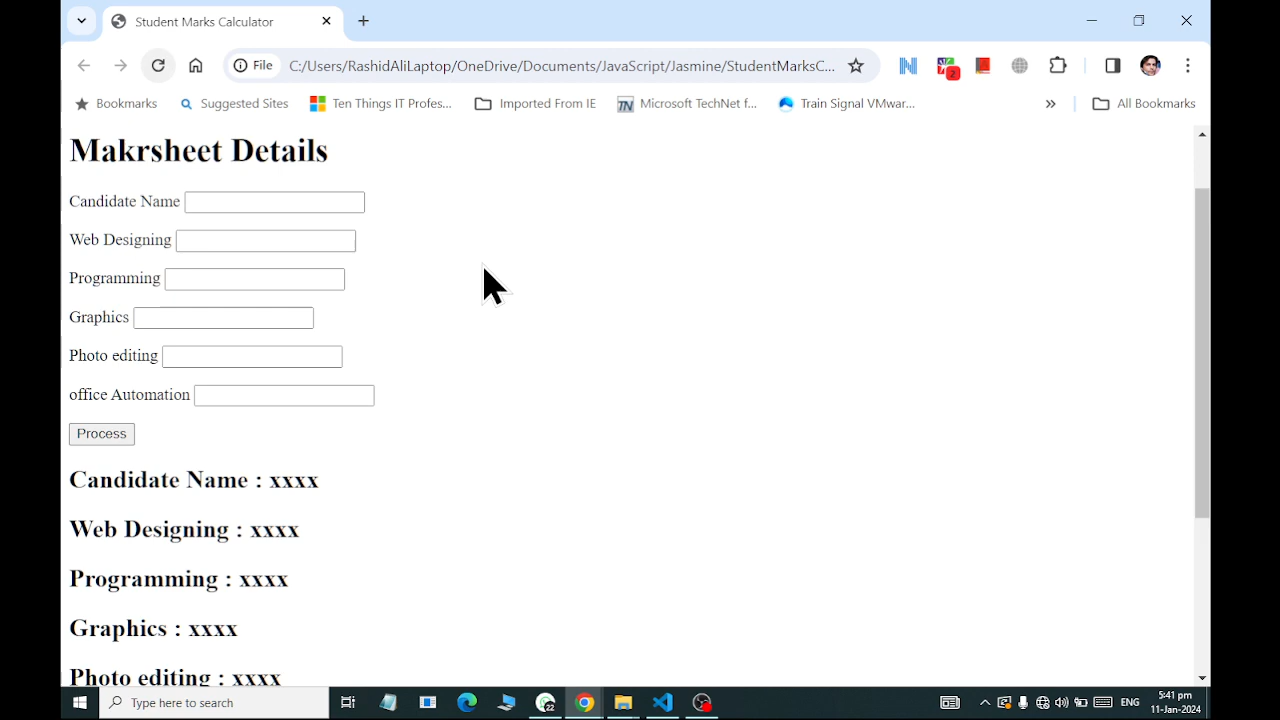 Student Marks Calculator
File C:/Users/RashidAliLaptop/OneDrive/Documents/JavaScript/Jasmine/StudentMarksC...
2
Bookmarks Suggested Sites Ten Things IT Profes... Imported From IE TN Microsoft TechNet f... Train Signal VMwar... » All Bookmarks
Makrsheet Details
Candidate Name
Web Designing
Programming
Graphics
Photo editing
office Automation
Process
Candidate Name : xxxx
Web Designing : xxxx
Programming : xxxx
Graphics : xxxx
Photo editing : xxxx
Type here to search
ENG
5:41 pm
11-Jan-2024